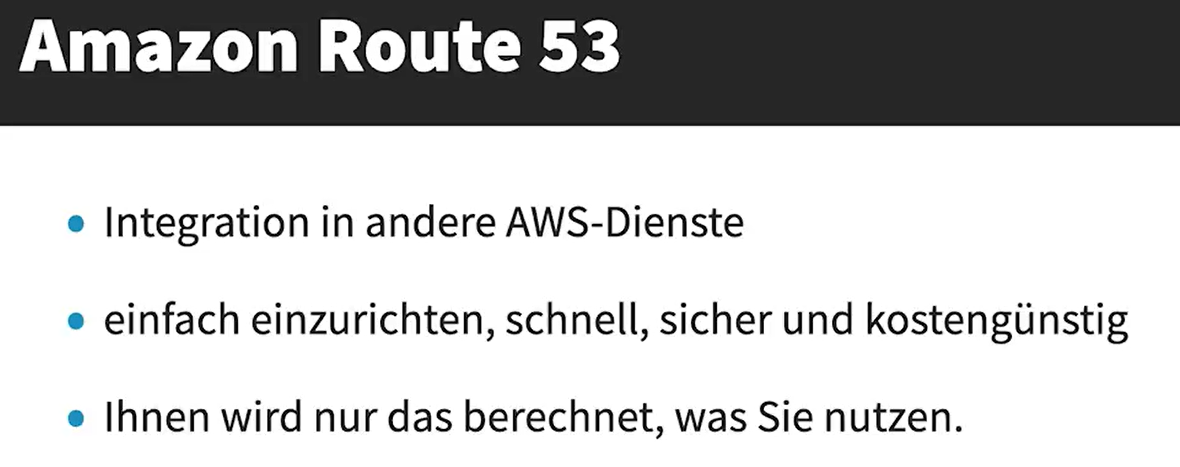 Amazon Route 53
• Integration in andere AWS-Dienste
• einfach einzurichten, schnell, sicher und kostengünstig
• Ihnen wird nur das berechnet, was Sie nutzen.